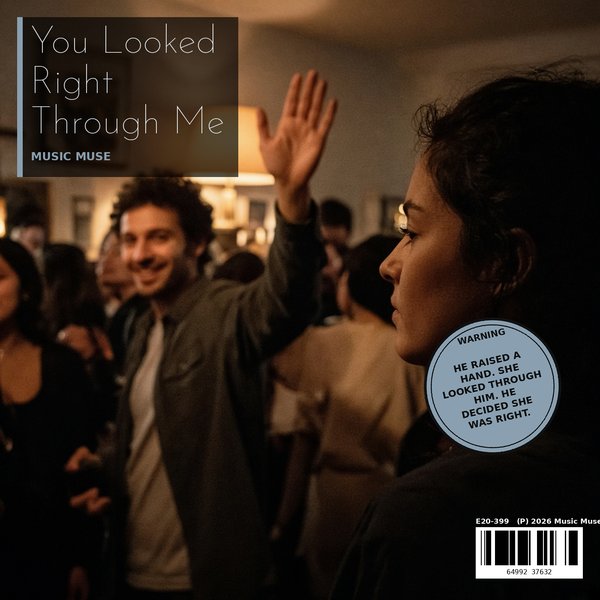 You Looked
Right
Through Me
MUSIC MUSE
WARNING
HE RAISED A
HAND. SHE
LOOKED THROUGH
HIM. HE
DECIDED SHE
WAS RIGHT.
E20-399 (P) 2026 Music Muse
64992 37632